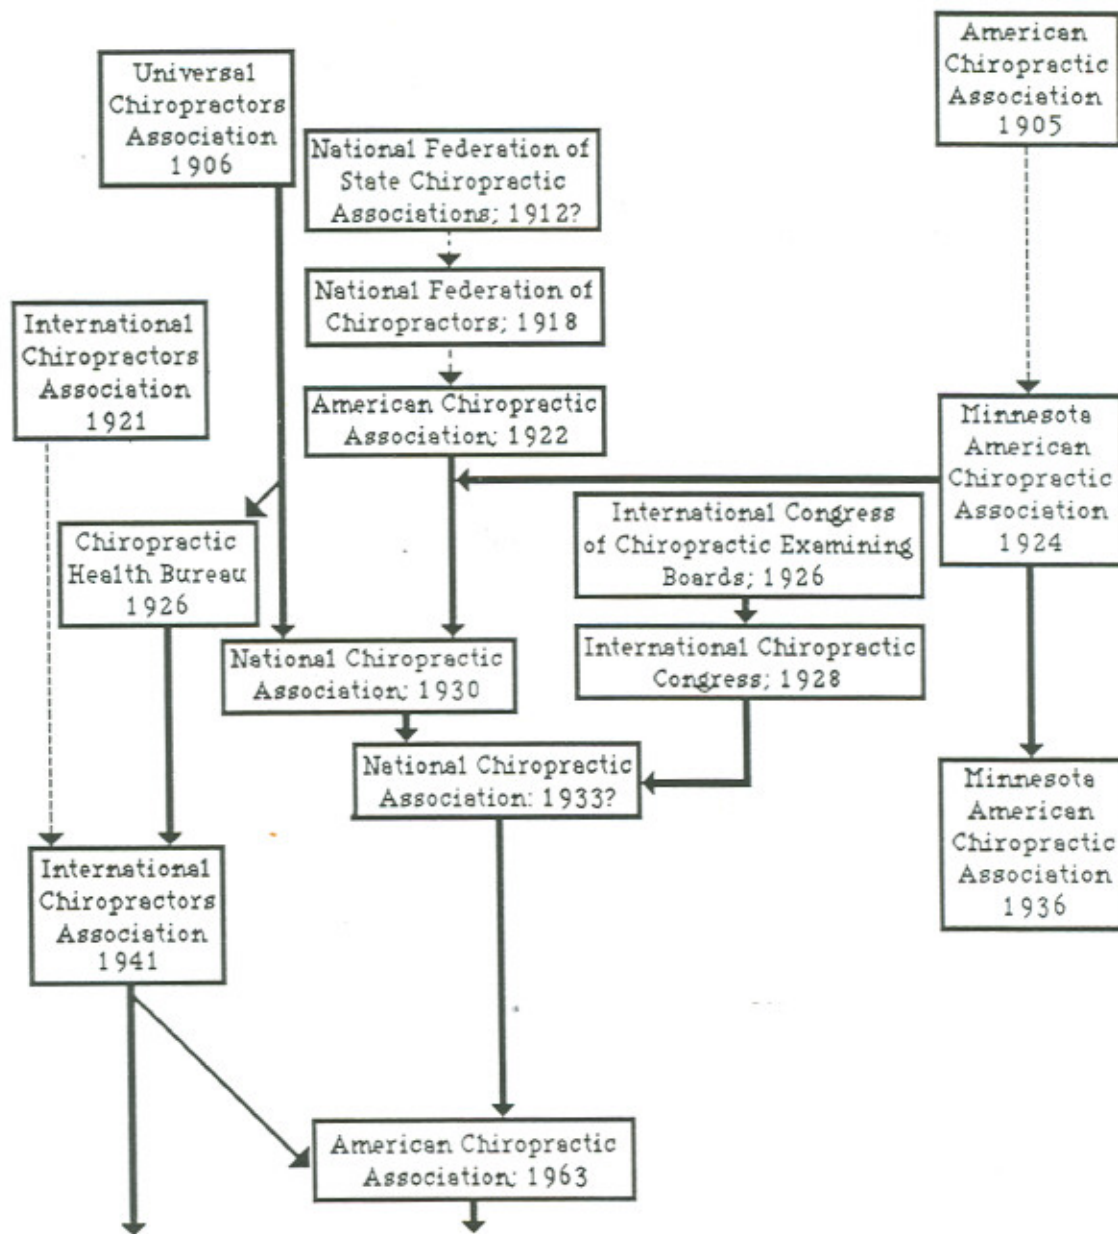 Universal
Chiropractors
Association
1906
American
Chiropractic
Association
1905
National Federation of
State Chiropractic
Associations; 1912?
National Federation of
Chiropractors; 1918
International
Chiropractors
Association
1921
American Chiropractic
Association; 1922
Minnesota
American
Chiropractic
Association
1924
International Congress
of Chiropractic Examining
Boards; 1926
Chiropractic
Health Bureau
1926
National Chiropractic
Association; 1930
International Chiropractic
Congress; 1928
National Chiropractic
Association: 1933?
Minnesota
American
Chiropractic
Association
1936
International
Chiropractors
Association
1941
American Chiropractic
Association; 1963